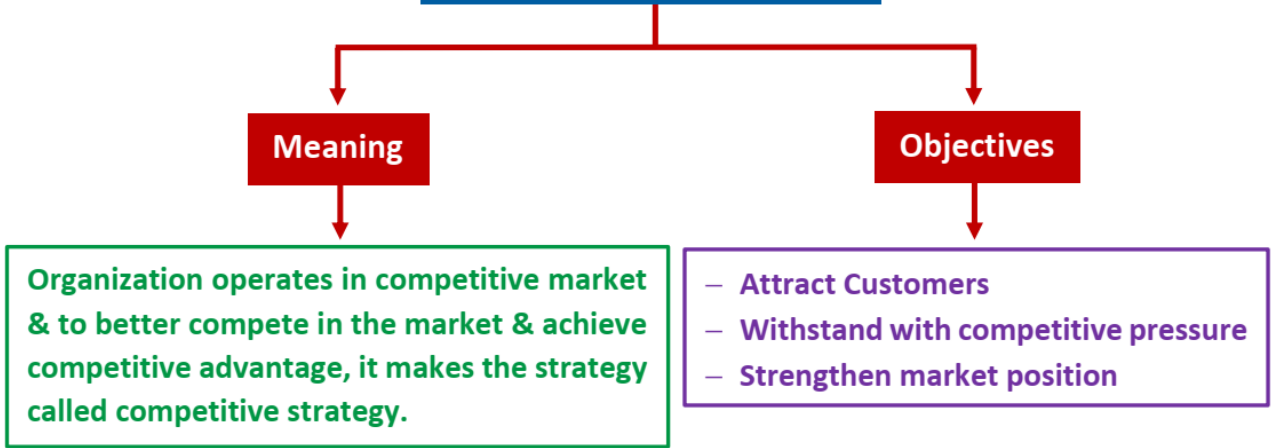 Meaning
Objectives
Organization operates in competitive market
& to better compete in the market & achieve
competitive advantage, it makes the strategy
called competitive strategy.
– Attract Customers
– Withstand with competitive pressure
– Strengthen market position